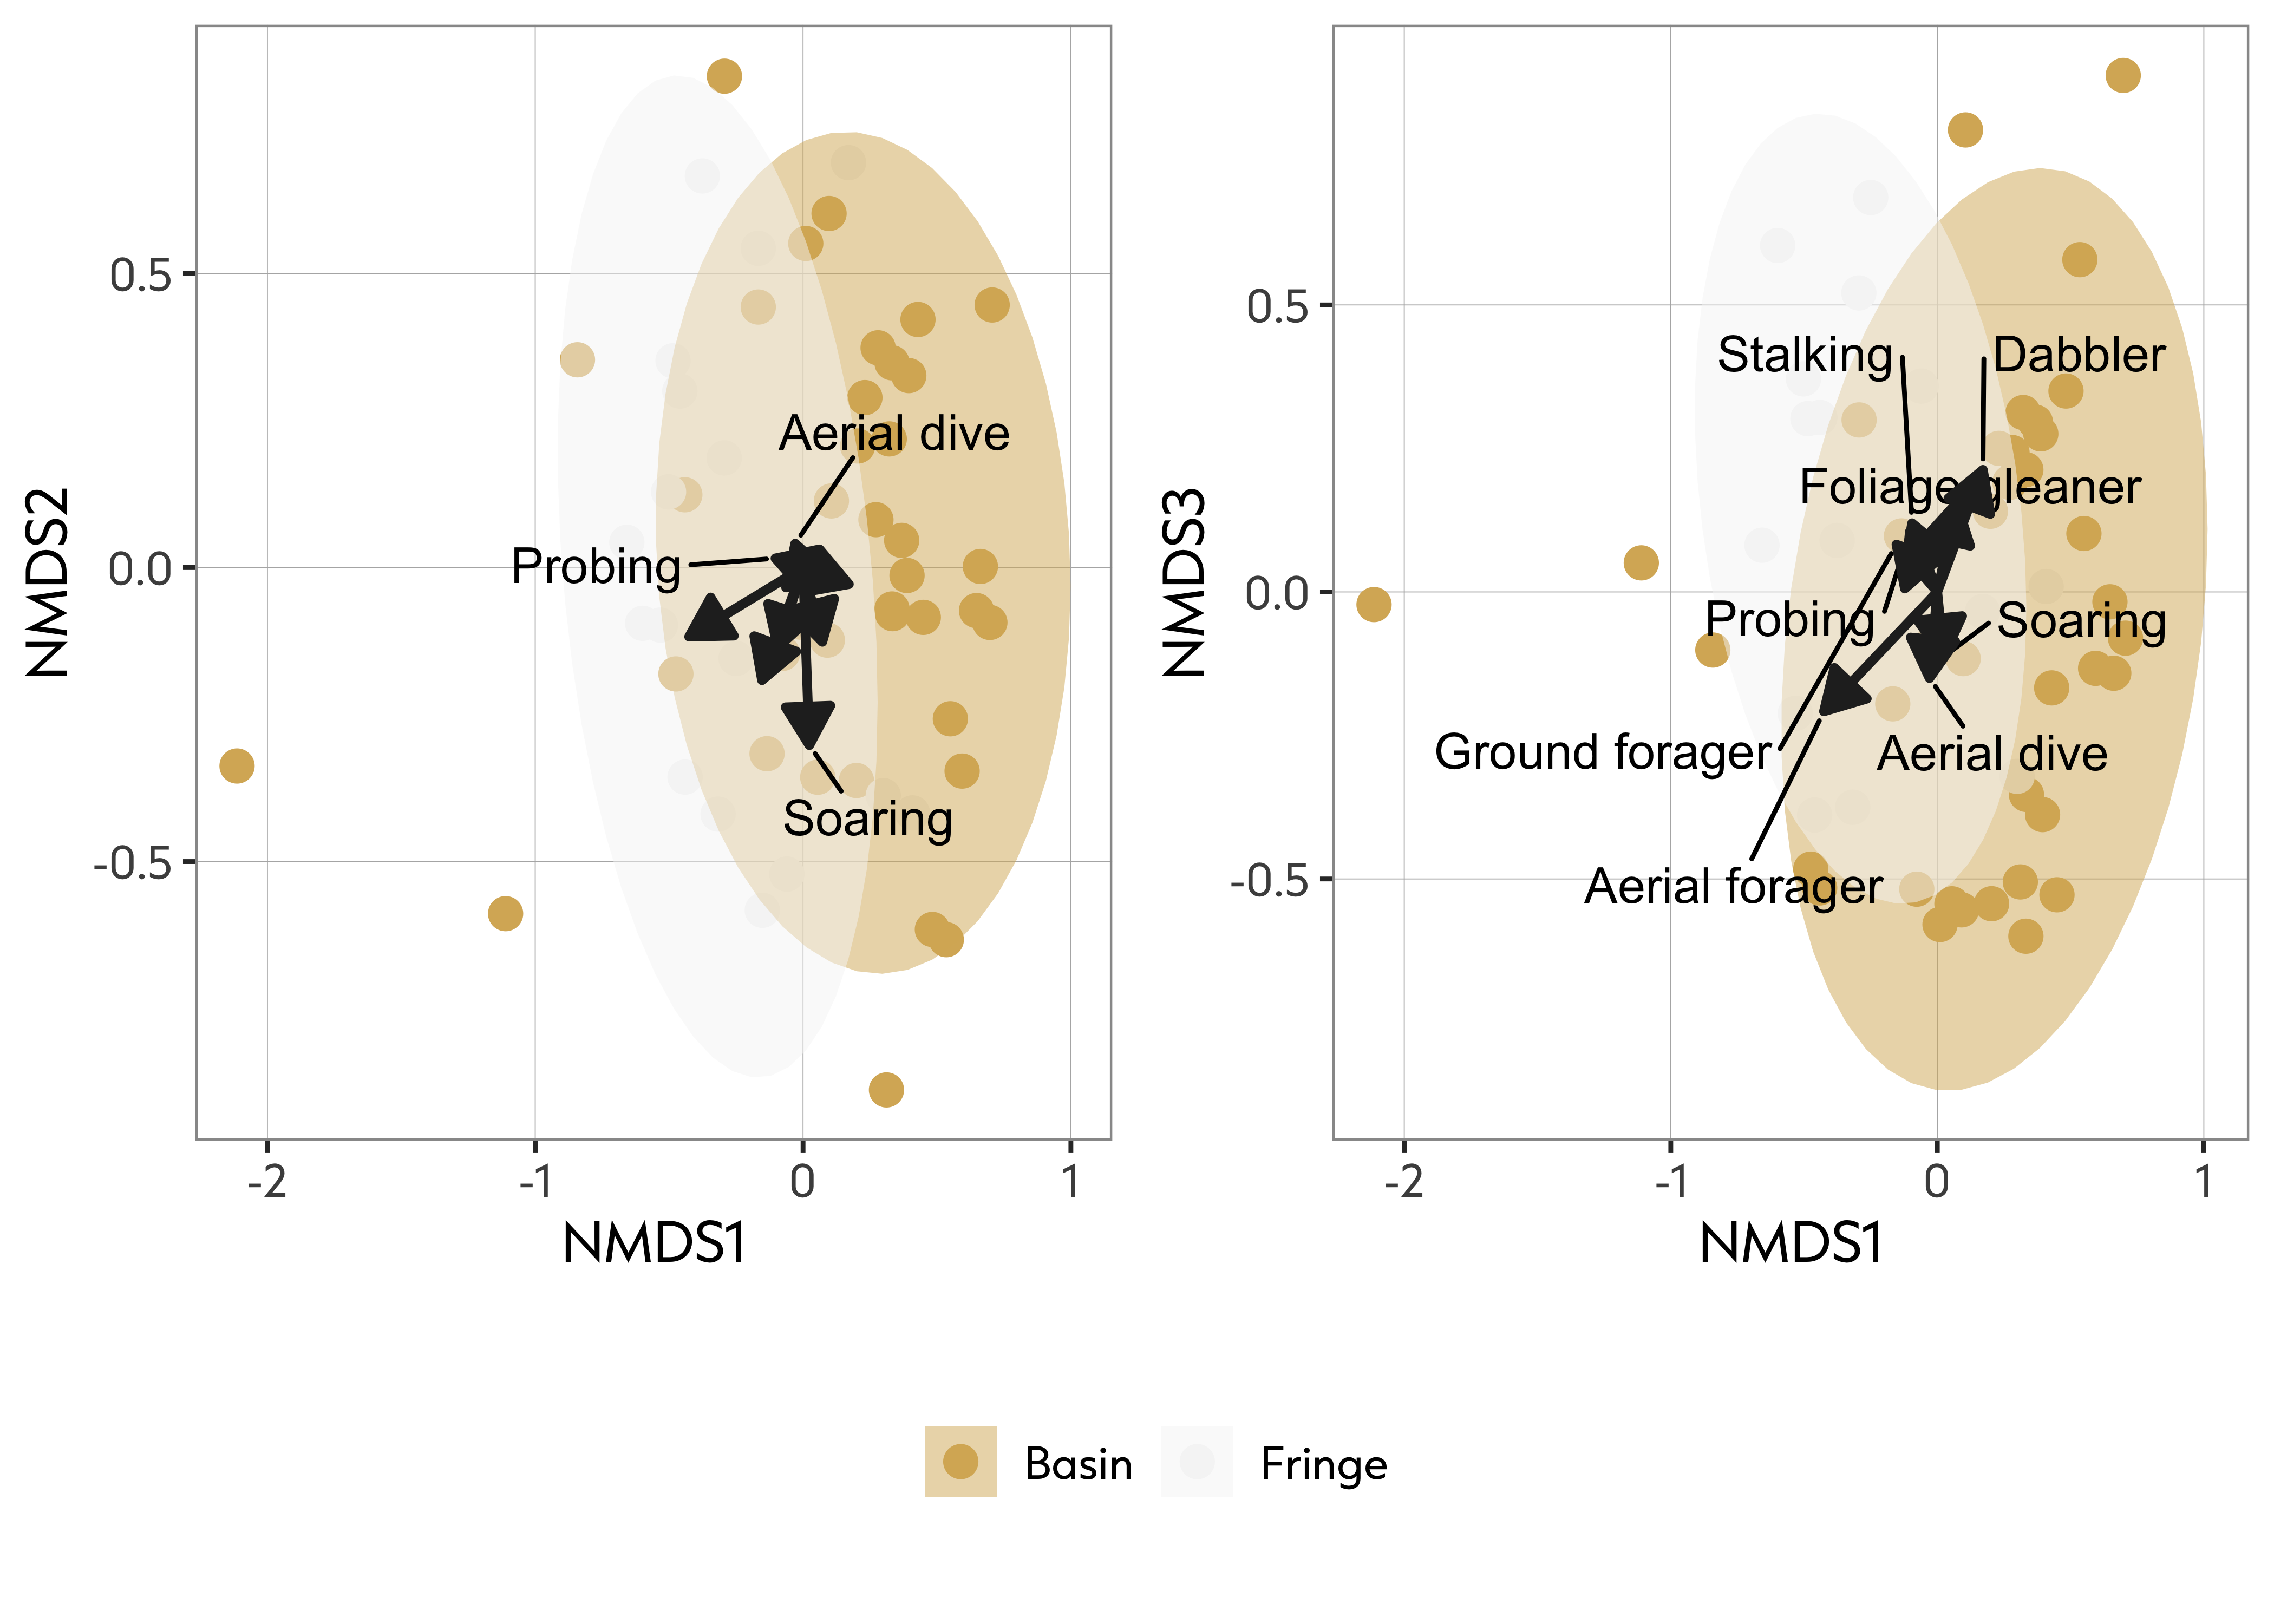 NMDS2
0.5
0.0
-0.5
Aerial dive
Probing
Soaring
-2 -1 0 1
NMDS1
NMDS3
0.5
0.0
-0.5
Stalking Dabbler
Foliage gleaner
Probing Soaring
Ground forager Aerial dive
Aerial forager
-2 -1 0 1
NMDS1
Basin Fringe